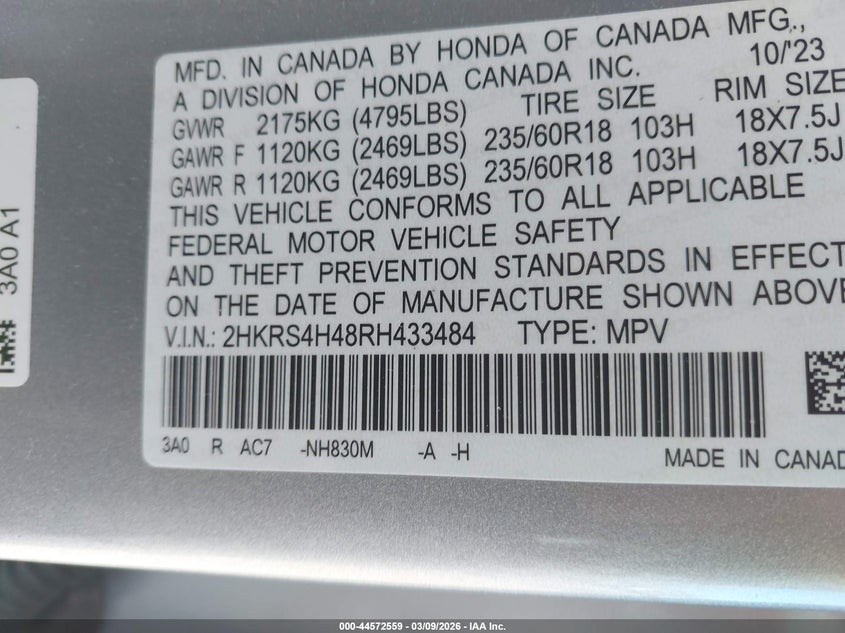 MFD. IN CANADA BY HONDA OF CANADA MFG.,
A DIVISION OF HONDA CANADA INC. 10/'23
GVWR 2175KG (4795LBS) TIRE SIZE RIM SIZE
GAWR F 1120KG (2469LBS) 235/60R18 103H 18X7.5J
GAWR R 1120KG (2469LBS) 235/60R18 103H 18X7.5J
THIS VEHICLE CONFORMS TO ALL APPLICABLE
FEDERAL MOTOR VEHICLE SAFETY
AND THEFT PREVENTION STANDARDS IN EFFECT
ON THE DATE OF MANUFACTURE SHOWN ABOVE
V.I.N.: 2HKRS4H48RH433484 TYPE: MPV
3A0 R AC7 -NH830M -A -H
MADE IN CANAD
3A0 A1
000-44572559 | 03/09/2026 - IAA Inc.